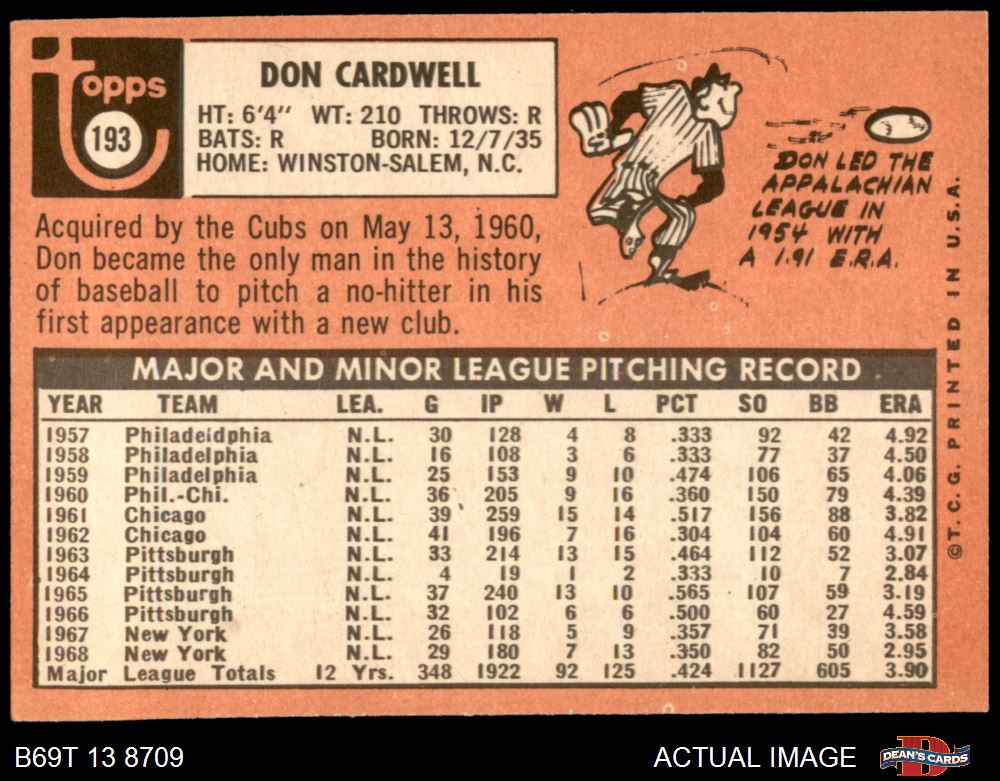 topps
193
DON CARDWELL
HT: 6'4" WT: 210 THROWS: R
BATS: R BORN: 12/7/35
HOME: WINSTON-SALEM, N.C.
Acquired by the Cubs on May 13, 1960,
Don became the only man in the history
of baseball to pitch a no-hitter in his
first appearance with a new club.
DON LED THE
APPALACHIAN
LEAGUE IN
1954 WITH
A 1.91 E.R.A.
©T.C.G. PRINTED IN U.S.A.
MAJOR AND MINOR LEAGUE PITCHING RECORD
YEAR TEAM LEA. G IP W L PCT SO BB ERA
1957 Philadeidphia N.L. 30 128 4 8 .333 92 42 4.92
1958 Philadelphia N.L. 16 108 3 6 .333 77 37 4.50
1959 Philadelphia N.L. 25 153 9 10 .474 106 65 4.06
1960 Phil.-Chi. N.L. 36 205 9 16 .360 150 79 4.39
1961 Chicago N.L. 39 259 15 14 .517 156 88 3.82
1962 Chicago N.L. 41 196 7 16 .304 104 60 4.91
1963 Pittsburgh N.L. 33 214 13 15 .464 112 52 3.07
1964 Pittsburgh N.L. 4 19 1 2 .333 10 7 2.84
1965 Pittsburgh N.L. 37 240 13 10 .565 107 59 3.19
1966 Pittsburgh N.L. 32 102 6 6 .500 60 27 4.59
1967 New York N.L. 26 118 5 9 .357 71 39 3.58
1968 New York N.L. 29 180 7 13 .350 82 50 2.95
Major League Totals 12 Yrs. 348 1922 92 125 .424 1127 605 3.90
B69T 13 8709
ACTUAL IMAGE
DEAN'S CARDS